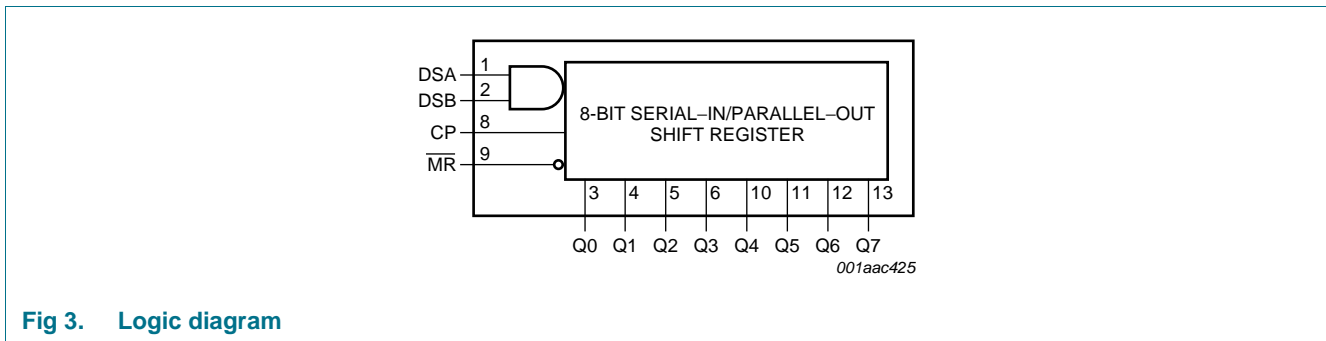 DSA 1
DSB 2
CP 8
MR 9
8-BIT SERIAL–IN/PARALLEL–OUT
SHIFT REGISTER
3 4 5 6 10 11 12 13
Q0 Q1 Q2 Q3 Q4 Q5 Q6 Q7
001aac425
Fig 3. Logic diagram